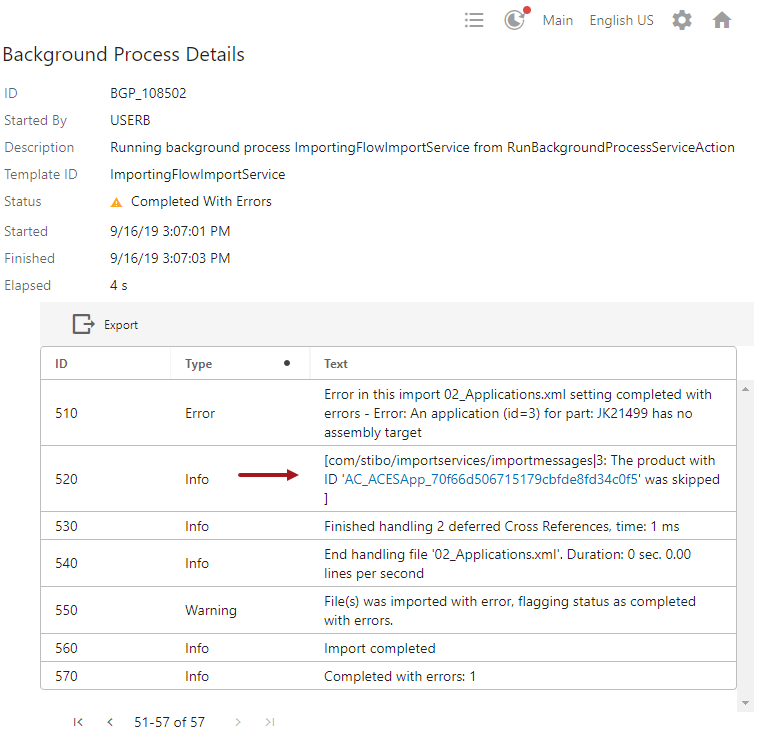 Main English US
Background Process Details
ID BGP_108502
Started By USERB
Description Running background process ImportingFlowImportService from RunBackgroundProcessServiceAction
Template ID ImportingFlowImportService
Status Completed With Errors
Started 9/16/19 3:07:01 PM
Finished 9/16/19 3:07:03 PM
Elapsed 4 s
Export
ID Type Text
510 Error Error in this import 02_Applications.xml setting completed with
errors - Error: An application (id=3) for part: JK21499 has no
assembly target
520 Info [com/stibo/importservices/importmessages|3: The product with
ID 'AC_ACESApp_70f66d506715179cbfde8fd34c0f5' was skipped
]
530 Info Finished handling 2 deferred Cross References, time: 1 ms
540 Info End handling file '02_Applications.xml'. Duration: 0 sec. 0.00
lines per second
550 Warning File(s) was imported with error, flagging status as completed
with errors.
560 Info Import completed
570 Info Completed with errors: 1
51-57 of 57